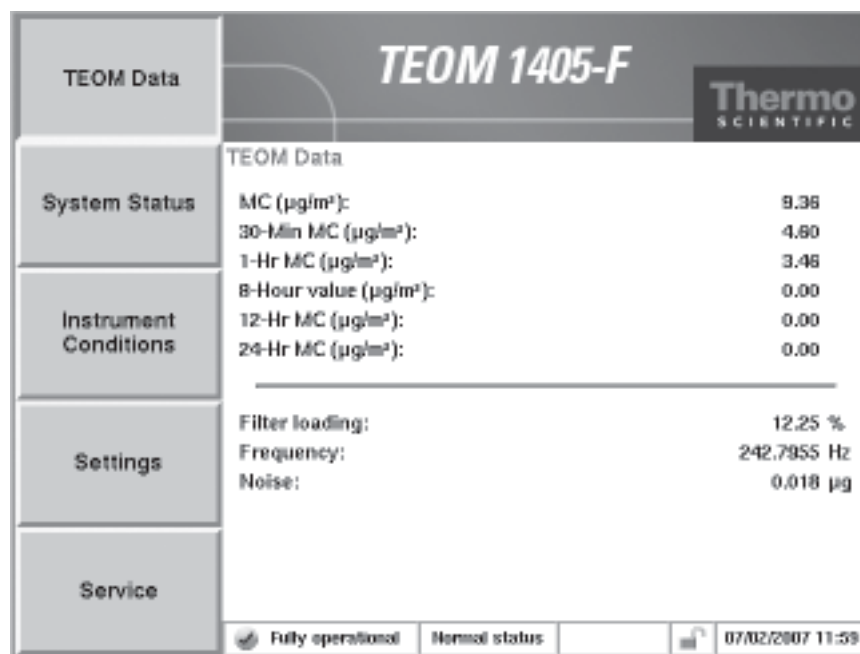 TEOM Data
TEOM 1405-F
Thermo
SCIENTIFIC
TEOM Data
System Status
MC (µg/m³): 9.36
30-Min MC (µg/m³): 4.60
1-Hr MC (µg/m³): 3.46
8-Hour value (µg/m³): 0.00
Instrument
Conditions
12-Hr MC (µg/m³): 0.00
24-Hr MC (µg/m³): 0.00
Settings
Filter loading: 12.25 %
Frequency: 242.7955 Hz
Noise: 0.018 µg
Service
Fully operational
Normal status
07/02/2007 11:59